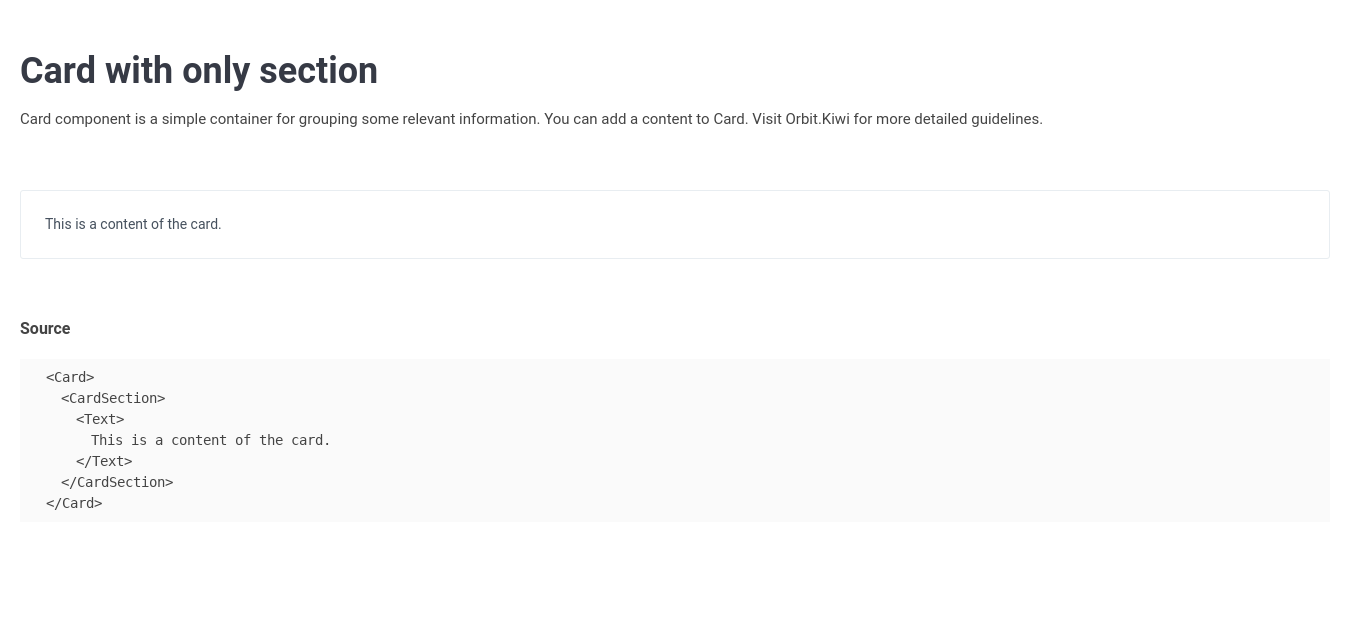 Card with only section
Card component is a simple container for grouping some relevant information. You can add a content to Card. Visit Orbit.Kiwi for more detailed guidelines.
This is a content of the card.
Source
<Card>
<CardSection>
<Text>
This is a content of the card.
</Text>
</CardSection>
</Card>